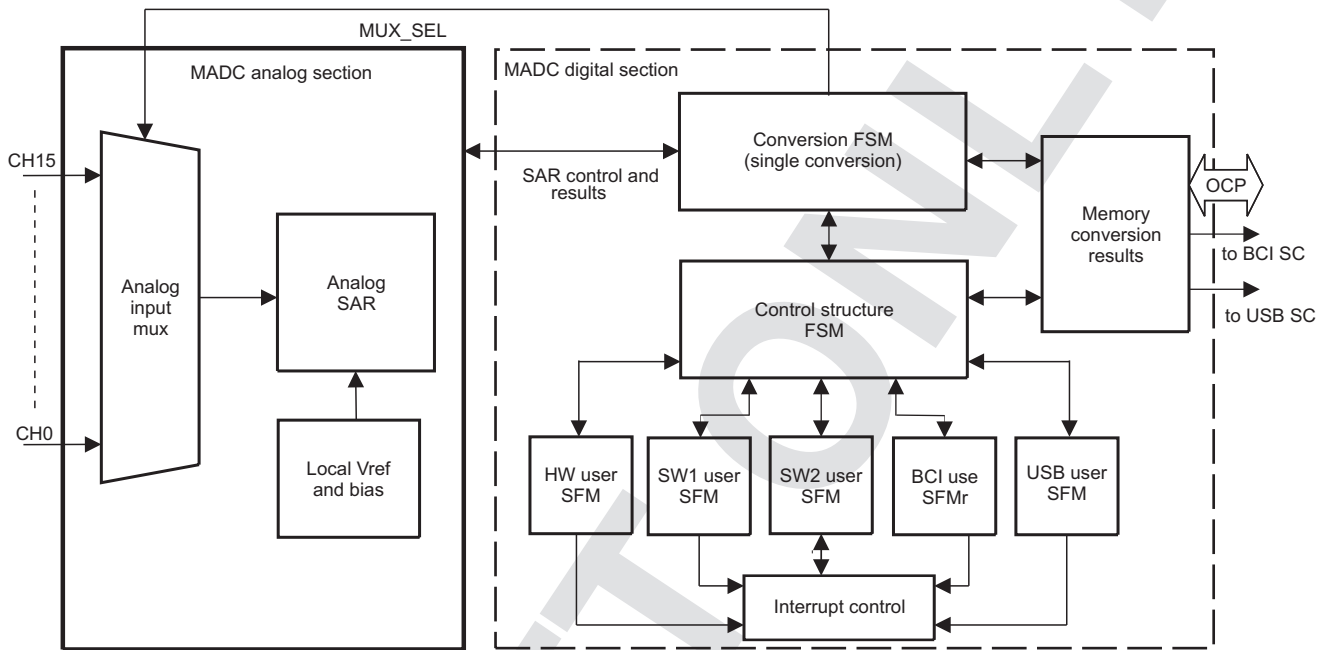 MUX_SEL
MADC analog section
MADC digital section
CH15
CH0
Analog
input
mux
Analog
SAR
Local Vref
and bias
SAR control and
results
Conversion FSM
(single conversion)
Memory
conversion
results
OCP
to BCI SC
to USB SC
Control structure
FSM
HW user
SFM
SW1 user
SFM
SW2 user
SFM
BCI use
SFMr
USB user
SFM
Interrupt control